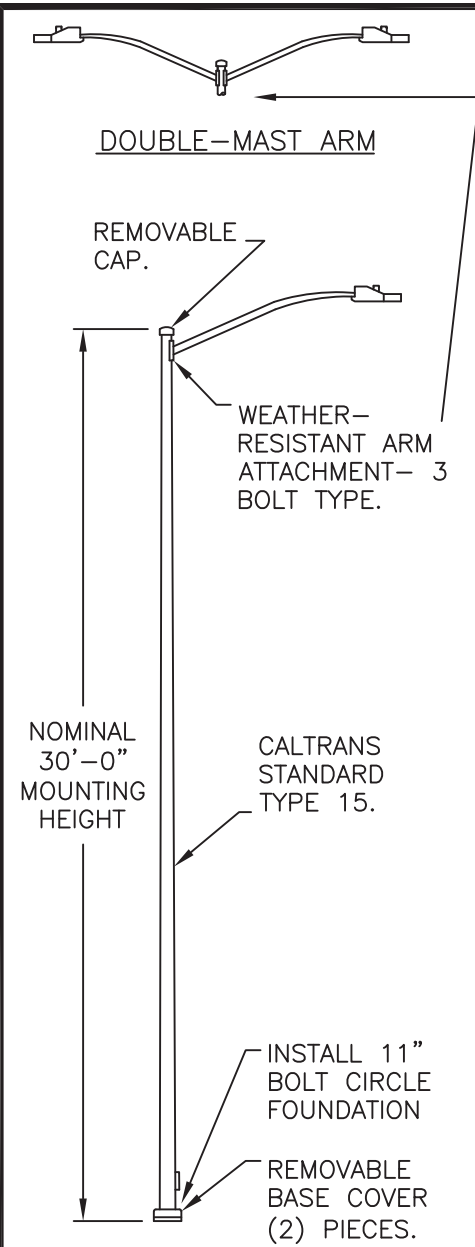 DOUBLE-MAST ARM
REMOVABLE
CAP.
WEATHER-
RESISTANT ARM
ATTACHMENT- 3
BOLT TYPE.
NOMINAL
30'-0"
MOUNTING
HEIGHT
CALTRANS
STANDARD
TYPE 15.
INSTALL 11"
BOLT CIRCLE
FOUNDATION
REMOVABLE
BASE COVER
(2) PIECES.